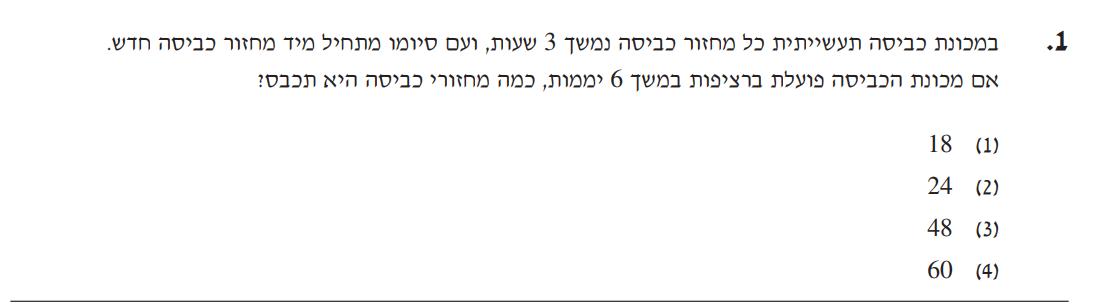 1. במכונת כביסה תעשייתית כל מחזור כביסה נמשך 3 שעות, ועם סיומו מתחיל מיד מחזור כביסה חדש.
אם מכונת הכביסה פועלת ברציפות במשך 6 יממות, כמה מחזורי כביסה היא תכבס?
(1) 18
(2) 24
(3) 48
(4) 60